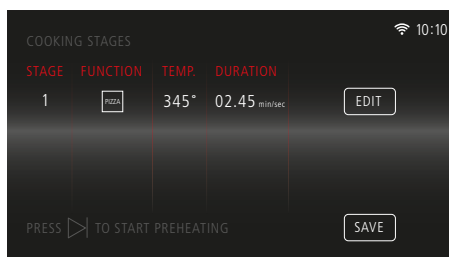 10:10
COOKING STAGES
STAGE FUNCTION TEMP. DURATION
1 PIZZA 345° 02.45 min/sec EDIT
PRESS TO START PREHEATING SAVE